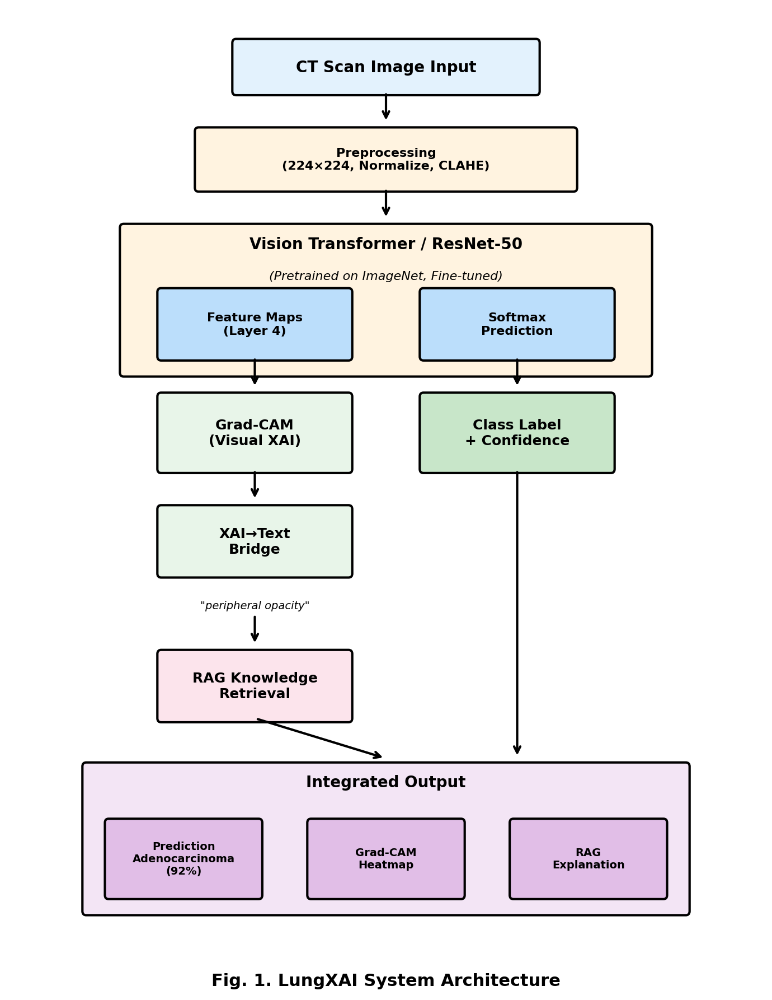 CT Scan Image Input
Preprocessing
(224×224, Normalize, CLAHE)
Vision Transformer / ResNet-50
(Pretrained on ImageNet, Fine-tuned)
Feature Maps
(Layer 4)
Softmax
Prediction
Grad-CAM
(Visual XAI)
Class Label
+ Confidence
XAI→Text
Bridge
"peripheral opacity"
RAG Knowledge
Retrieval
Integrated Output
Prediction
Adenocarcinoma
(92%)
Grad-CAM
Heatmap
RAG
Explanation
Fig. 1. LungXAI System Architecture